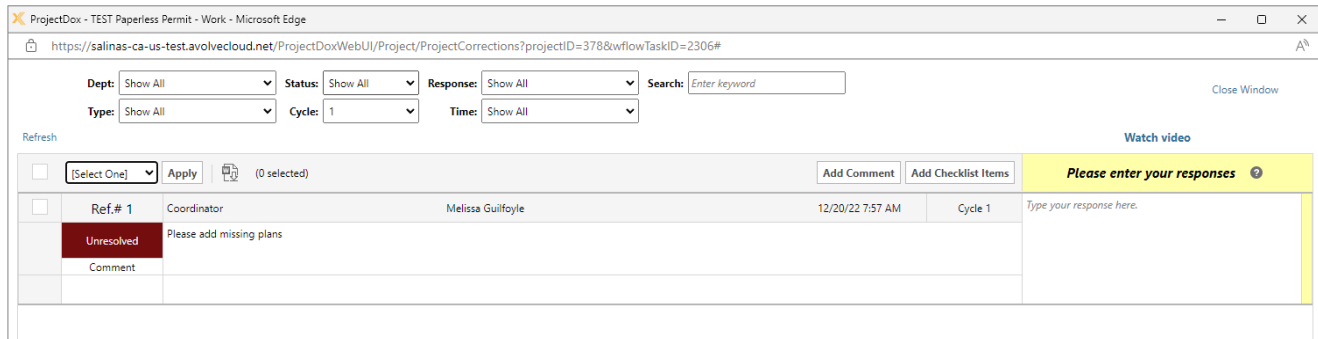 ProjectDox - TEST Paperless Permit - Work - Microsoft Edge
https://salinas-ca-us-test.avolvecloud.net/ProjectDoxWebUI/Project/ProjectCorrections?projectID=378&wflowTaskID=2306#
Dept: Show All Status: Show All Response: Show All Search: Enter keyword
Close Window
Type: Show All Cycle: 1 Time: Show All
Refresh Watch video
[Select One] Apply (0 selected) Add Comment Add Checklist Items Please enter your responses ?
Ref.# 1 Coordinator Melissa Guilfoyle 12/20/22 7:57 AM Cycle 1 Type your response here.
Unresolved Please add missing plans
Comment